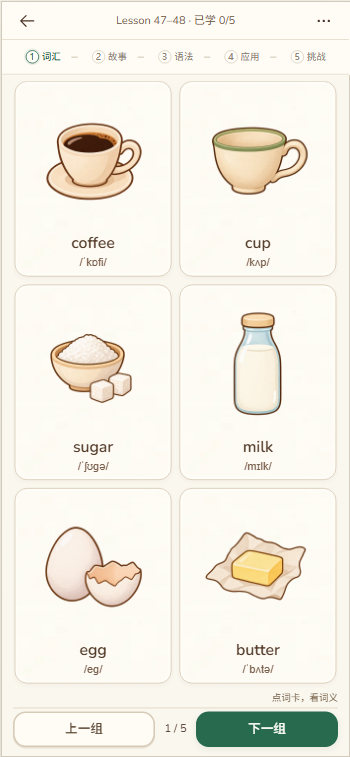 Lesson 47–48 · 已学 0/5
1 词汇 – 2 故事 – 3 语法 – 4 应用 – 5 挑战
coffee
/ˈkɒfi/
cup
/kʌp/
sugar
/ˈʃʊgə/
milk
/mɪlk/
egg
/eg/
butter
/ˈbʌtə/
点词卡，看词义
上一组
1 / 5
下一组